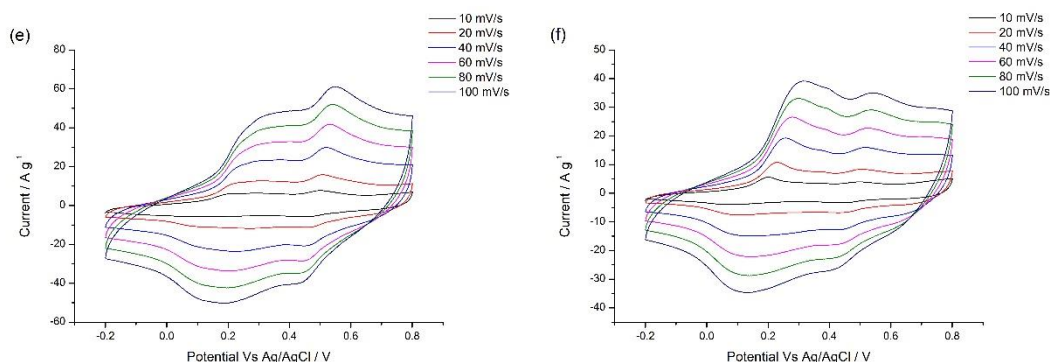 (e)
10 mV/s
20 mV/s
40 mV/s
60 mV/s
80 mV/s
100 mV/s
80
60
40
20
0
-20
-40
-60
Current / A g⁻¹
-0.2 0.0 0.2 0.4 0.6 0.8
Potential Vs Ag/AgCl / V
(f)
10 mV/s
20 mV/s
40 mV/s
60 mV/s
80 mV/s
100 mV/s
50
40
30
20
10
0
-10
-20
-30
-40
Current / A g⁻¹
-0.2 0.0 0.2 0.4 0.6 0.8
Potential Vs Ag/AgCl / V